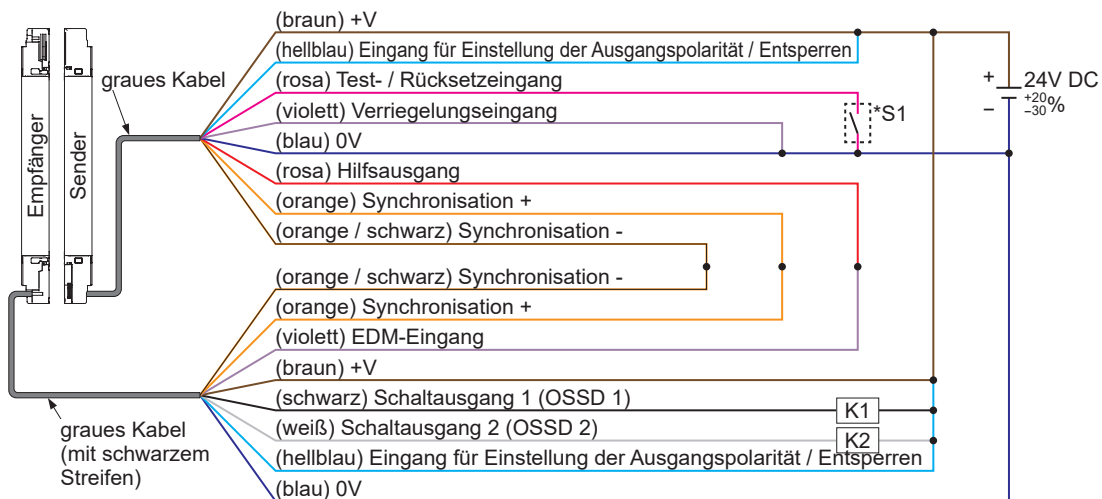 (braun) +V
(hellblau) Eingang für Einstellung der Ausgangspolarität / Entsperren
graues Kabel
(rosa) Test- / Rücksetzeingang
+
24V DC
+20
−30 %
−
(violett) Verriegelungseingang
*S1
(blau) 0V
Empfänger
Sender
(rosa) Hilfsausgang
(orange) Synchronisation +
(orange / schwarz) Synchronisation -
(orange / schwarz) Synchronisation -
(orange) Synchronisation +
(violett) EDM-Eingang
(braun) +V
(schwarz) Schaltausgang 1 (OSSD 1)
K1
(weiß) Schaltausgang 2 (OSSD 2)
K2
graues Kabel
(mit schwarzem
Streifen)
(hellblau) Eingang für Einstellung der Ausgangspolarität / Entsperren
(blau) 0V